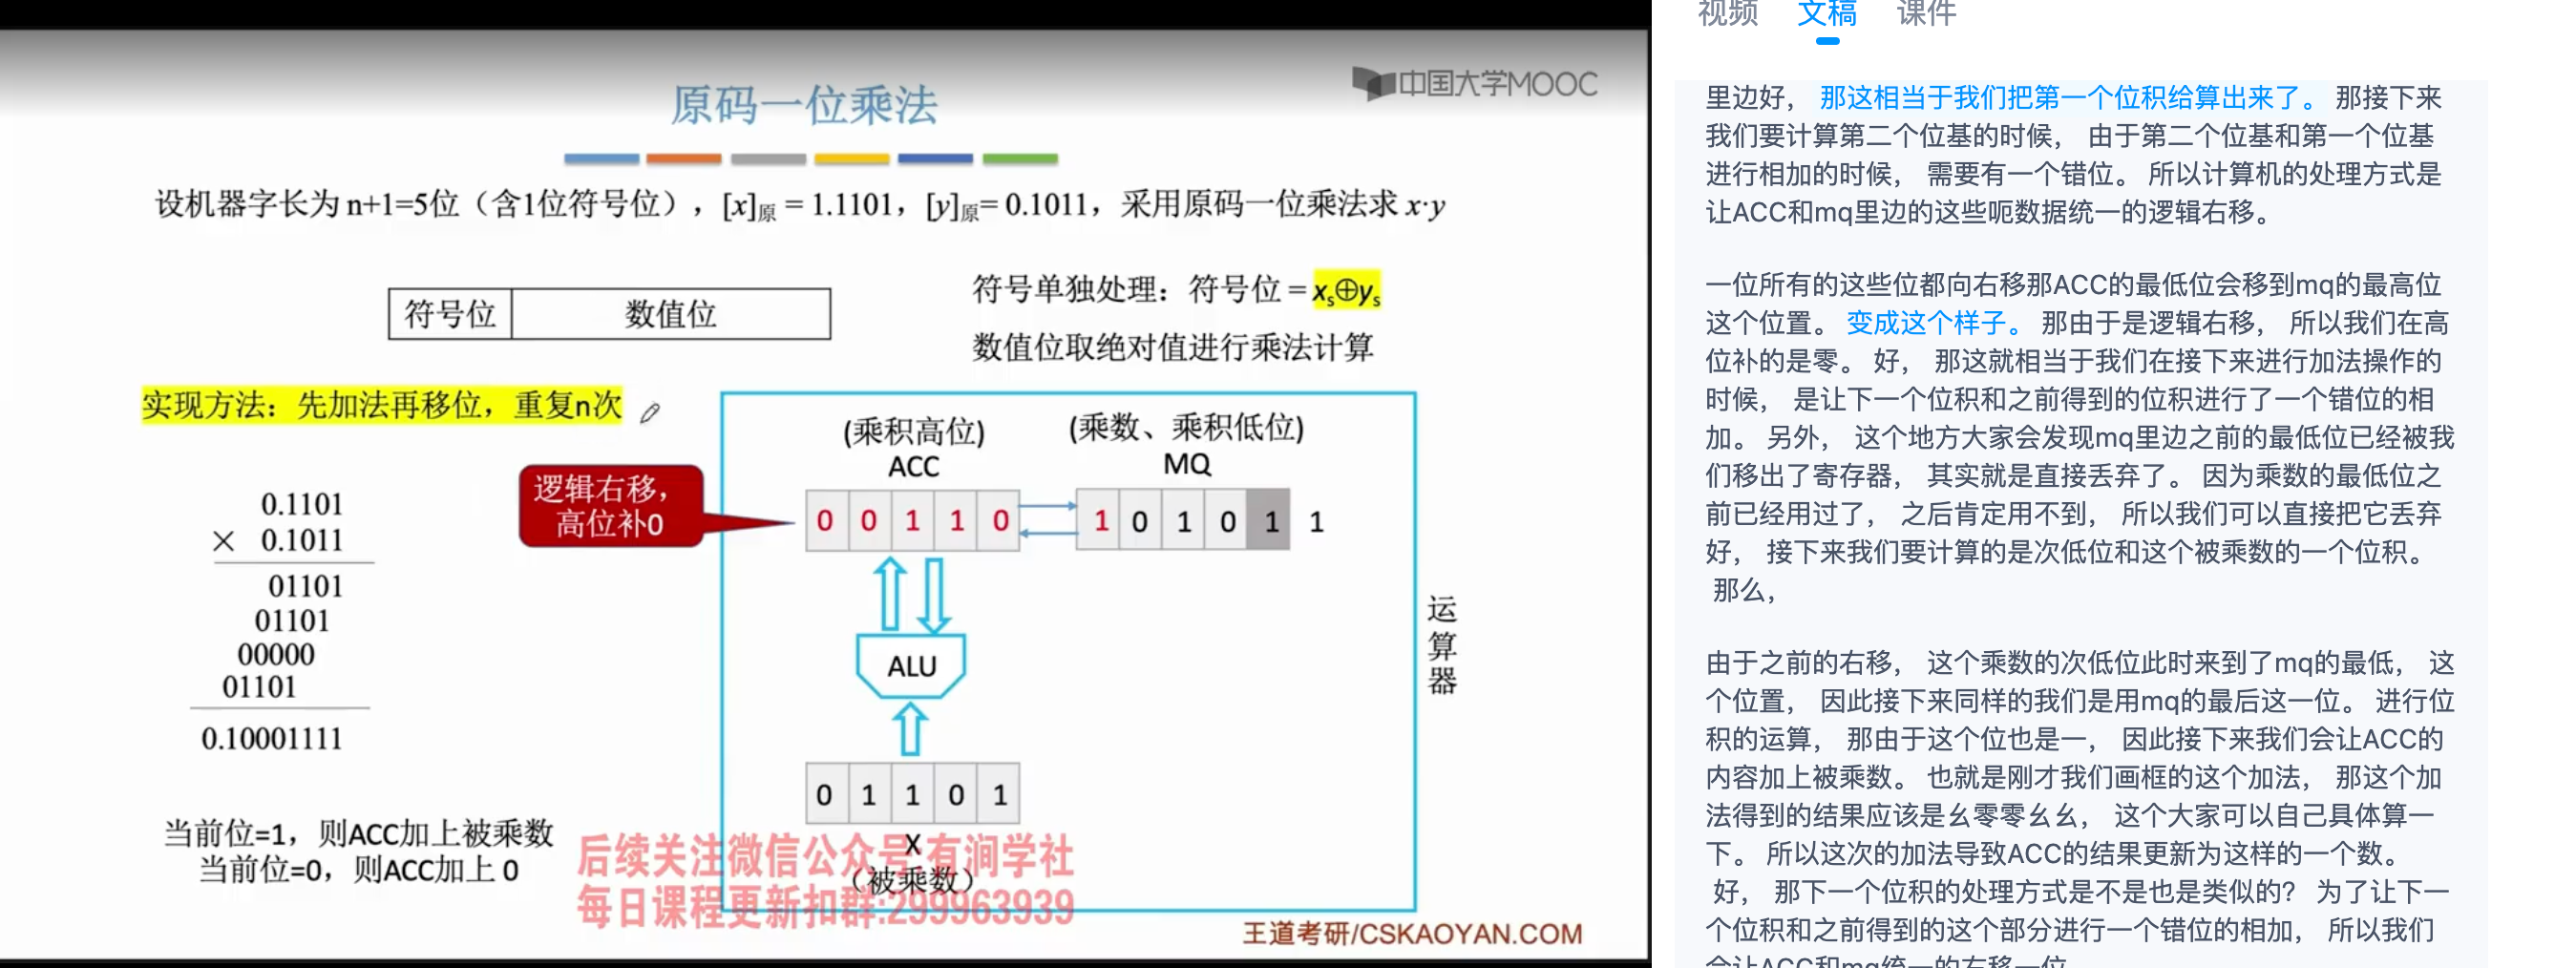 中国大学MOOC
原码一位乘法
设机器字长为 n+1=5位（含1位符号位），[x]原 = 1.1101，[y]原= 0.1011，采用原码一位乘法求 x·y
符号位 数值位
符号单独处理：符号位 = xs⊕ys
数值位取绝对值进行乘法计算
实现方法：先加法再移位，重复n次
(乘积高位)
ACC
(乘数、乘积低位)
MQ
逻辑右移，
高位补0
0 0 1 1 0
1 0 1 0 1 1
0.1101
× 0.1011
01101
01101
00000
01101
0.10001111
ALU
运
算
器
0 1 1 0 1
X
（被乘数）
当前位=1，则ACC加上被乘数
当前位=0，则ACC加上 0
后续关注微信公众号:有涧学社
每日课程更新扣群:299963939
王道考研/CSKAOYAN.COM
视频 文稿 课件
里边好， 那这相当于我们把第一个位积给算出来了。 那接下来
我们要计算第二个位基的时候， 由于第二个位基和第一个位基
进行相加的时候， 需要有一个错位。 所以计算机的处理方式是
让ACC和mq里边的这些呃数据统一的逻辑右移。
一位所有的这些位都向右移那ACC的最低位会移到mq的最高位
这个位置。 变成这个样子。 那由于是逻辑右移， 所以我们在高
位补的是零。 好， 那这就相当于我们在接下来进行加法操作的
时候， 是让下一个位积和之前得到的位积进行了一个错位的相
加。 另外， 这个地方大家会发现mq里边之前的最低位已经被我
们移出了寄存器， 其实就是直接丢弃了。 因为乘数的最低位之
前已经用过了， 之后肯定用不到， 所以我们可以直接把它丢弃
好， 接下来我们要计算的是次低位和这个被乘数的一个位积。
那么，
由于之前的右移， 这个乘数的次低位此时来到了mq的最低， 这
个位置， 因此接下来同样的我们是用mq的最后这一位。 进行位
积的运算， 那由于这个位也是一， 因此接下来我们会让ACC的
内容加上被乘数。 也就是刚才我们画框的这个加法， 那这个加
法得到的结果应该是幺零零幺幺， 这个大家可以自己具体算一
下。 所以这次的加法导致ACC的结果更新为这样的一个数。
好， 那下一个位积的处理方式是不是也是类似的? 为了让下一
个位积和之前得到的这个部分进行一个错位的相加， 所以我们
会让ACC和mq统一的右移一位